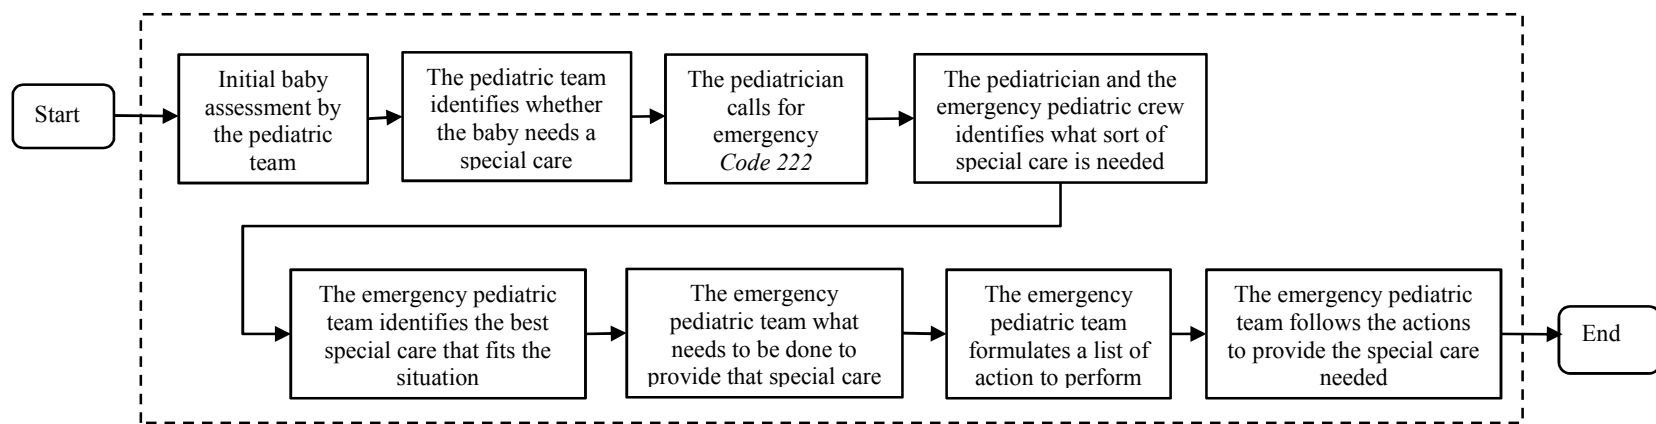 Start
Initial baby
assessment by
the pediatric
team
The pediatric team
identifies whether
the baby needs a
special care
The pediatrician
calls for
emergency
Code 222
The pediatrician and the
emergency pediatric crew
identifies what sort of
special care is needed
The emergency pediatric
team identifies the best
special care that fits the
situation
The emergency
pediatric team what
needs to be done to
provide that special care
The emergency
pediatric team
formulates a list of
action to perform
The emergency pediatric
team follows the actions
to provide the special care
needed
End